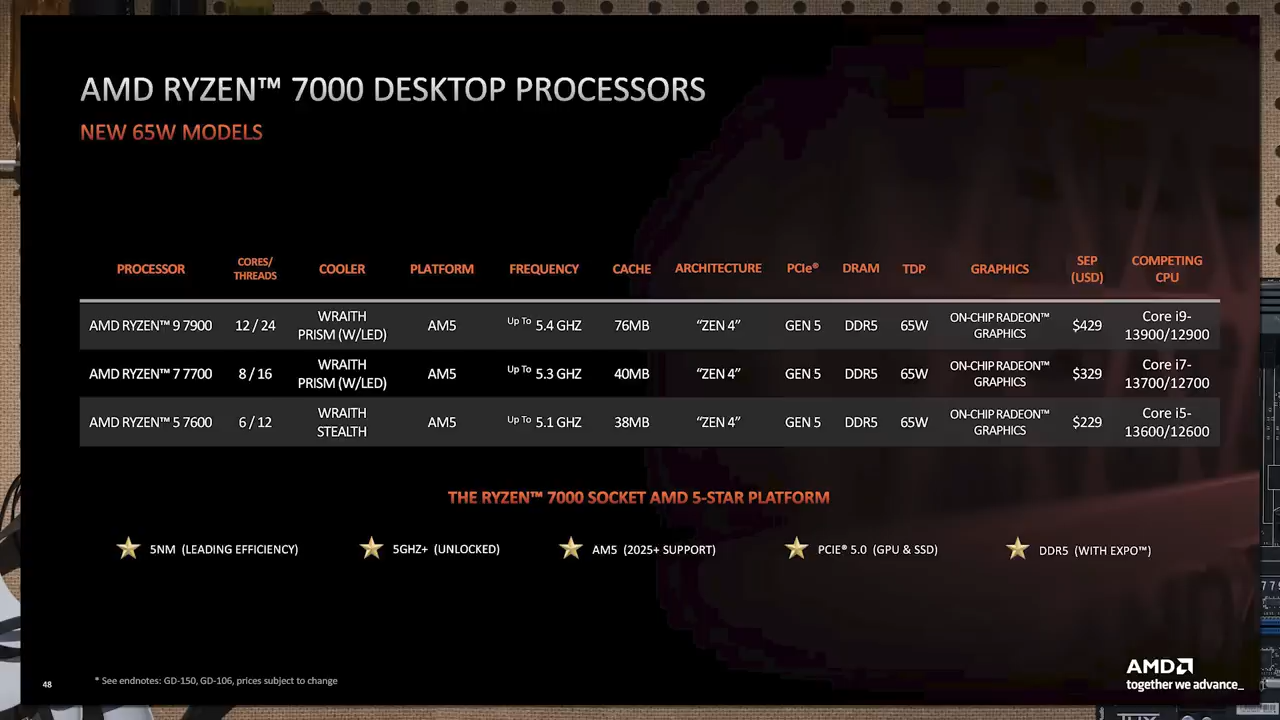 AMD RYZEN™ 7000 DESKTOP PROCESSORS
NEW 65W MODELS
PROCESSOR CORES/ THREADS COOLER PLATFORM FREQUENCY CACHE ARCHITECTURE PCIe® DRAM TDP GRAPHICS SEP (USD) COMPETING CPU
AMD RYZEN™ 9 7900 12 / 24 WRAITH PRISM (W/LED) AM5 Up To 5.4 GHZ 76MB “ZEN 4” GEN 5 DDR5 65W ON-CHIP RADEON™ GRAPHICS $429 Core i9-13900/12900
AMD RYZEN™ 7 7700 8 / 16 WRAITH PRISM (W/LED) AM5 Up To 5.3 GHZ 40MB “ZEN 4” GEN 5 DDR5 65W ON-CHIP RADEON™ GRAPHICS $329 Core i7-13700/12700
AMD RYZEN™ 5 7600 6 / 12 WRAITH STEALTH AM5 Up To 5.1 GHZ 38MB “ZEN 4” GEN 5 DDR5 65W ON-CHIP RADEON™ GRAPHICS $229 Core i5-13600/12600
THE RYZEN™ 7000 SOCKET AMD 5-STAR PLATFORM
5NM (LEADING EFFICIENCY) 5GHZ+ (UNLOCKED) AM5 (2025+ SUPPORT) PCIE® 5.0 (GPU & SSD) DDR5 (WITH EXPO™)
48
* See endnotes: GD-150, GD-106, prices subject to change
AMD
together we advance_